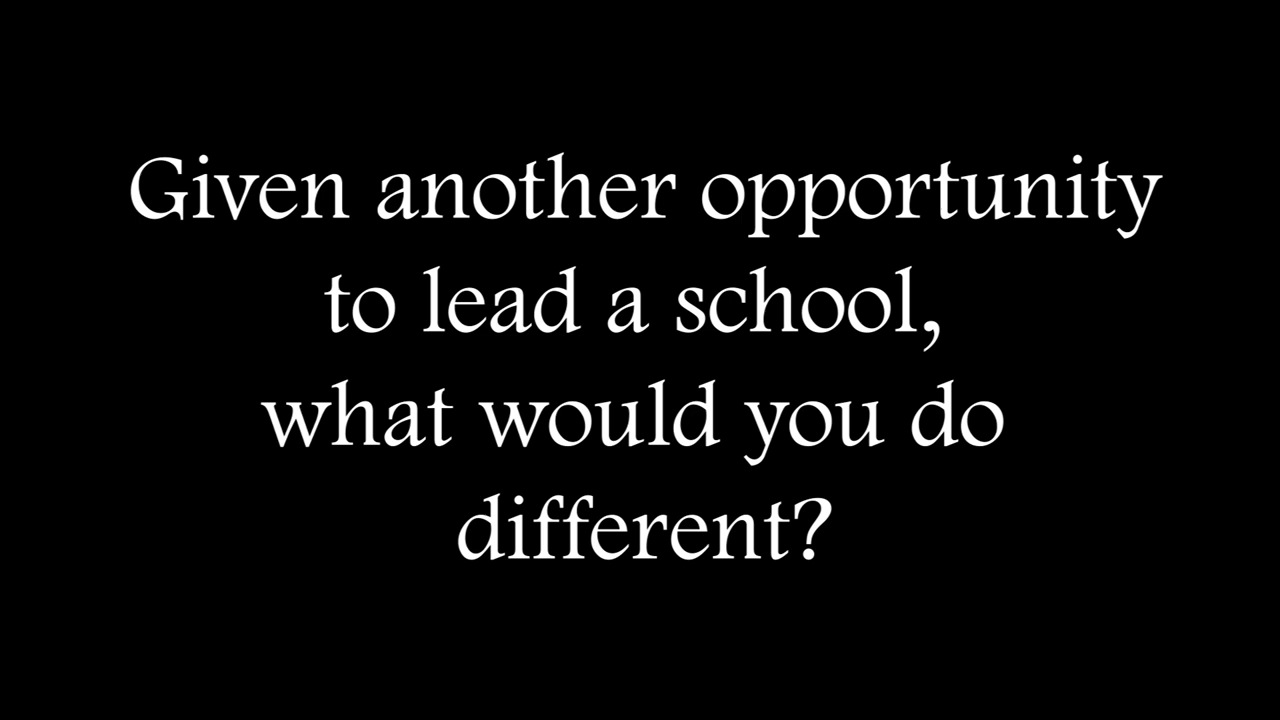 Given another opportunity
to lead a school,
what would you do
different?